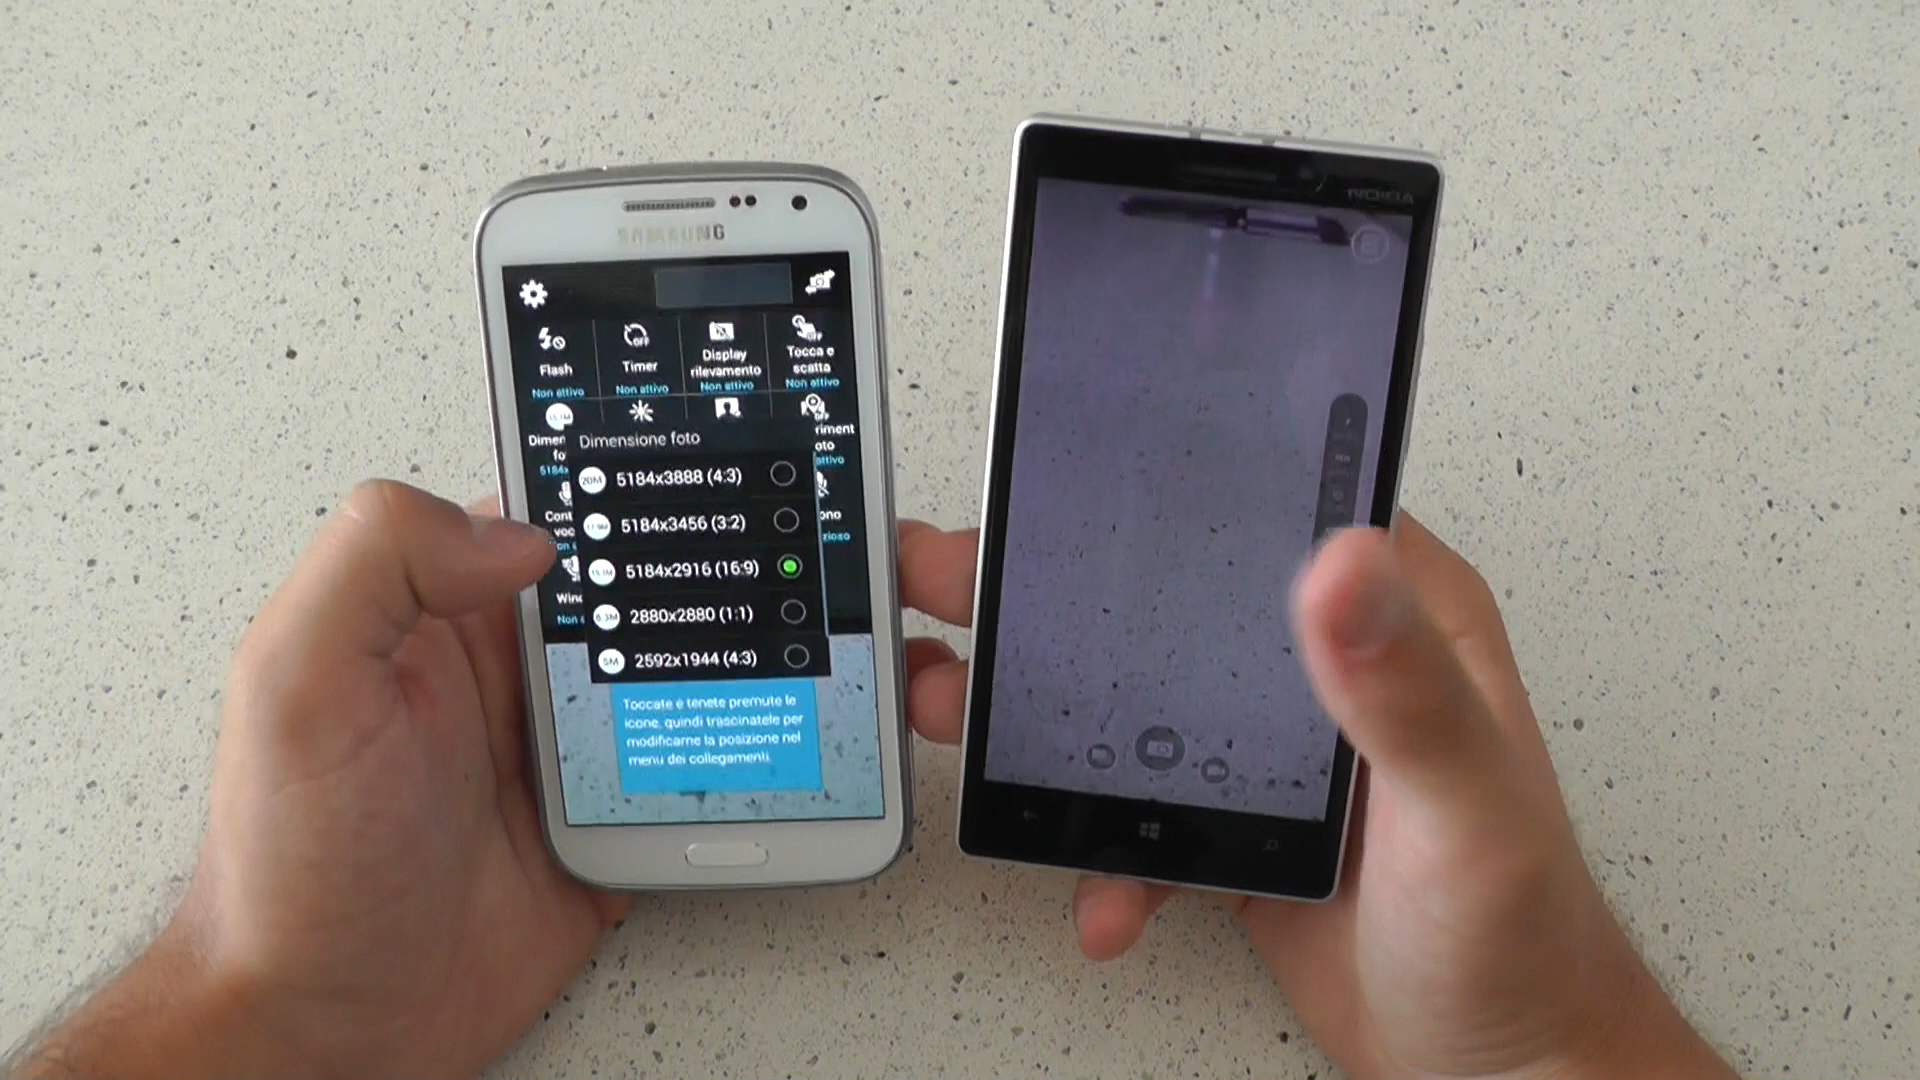 SAMSUNG
NOKIA
Flash
Non attivo
Timer
Non attivo
Display
rilevamento
Non attivo
Tocca e
scatta
Non attivo
Dimensione foto
20M 5184x3888 (4:3)
5184x3456 (3:2)
5184x2916 (16:9)
2880x2880 (1:1)
5M 2592x1944 (4:3)
Toccate e tenete premute le
icone, quindi trascinatele per
modificarne la posizione nel
menu dei collegamenti.